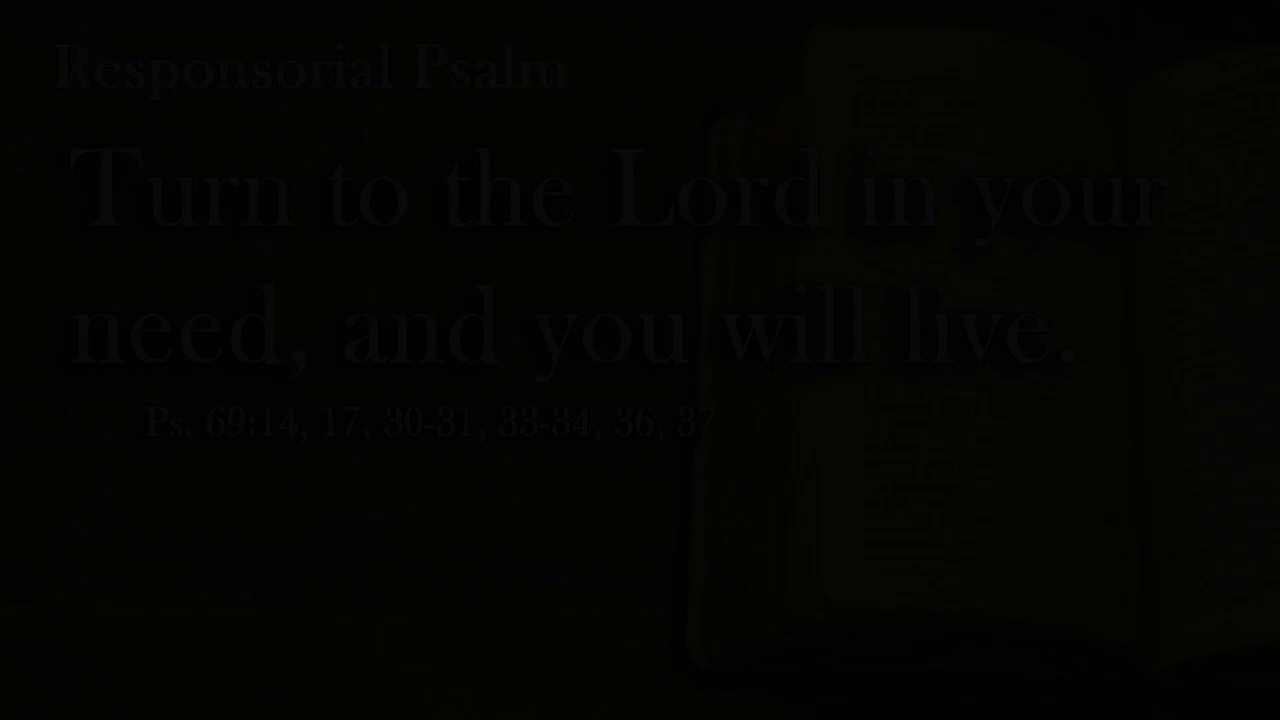 Responsorial Psalm
Turn to the Lord in your
need, and you will live.
Ps. 69:14, 17, 30-31, 33-34, 36, 37